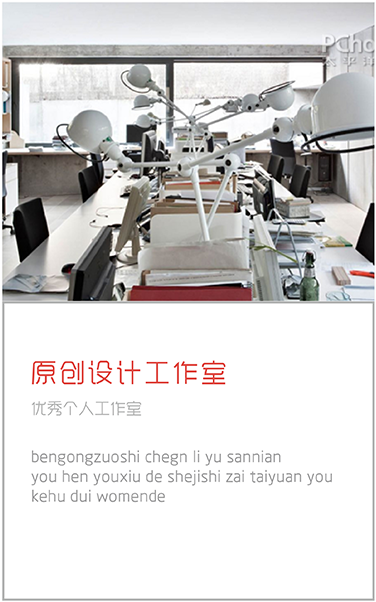 PCho
太平洋
原创设计工作室
优秀个人工作室
bengongzuoshi chegn li yu sannian
you hen youxiu de shejishi zai taiyuan you
kehu dui womende